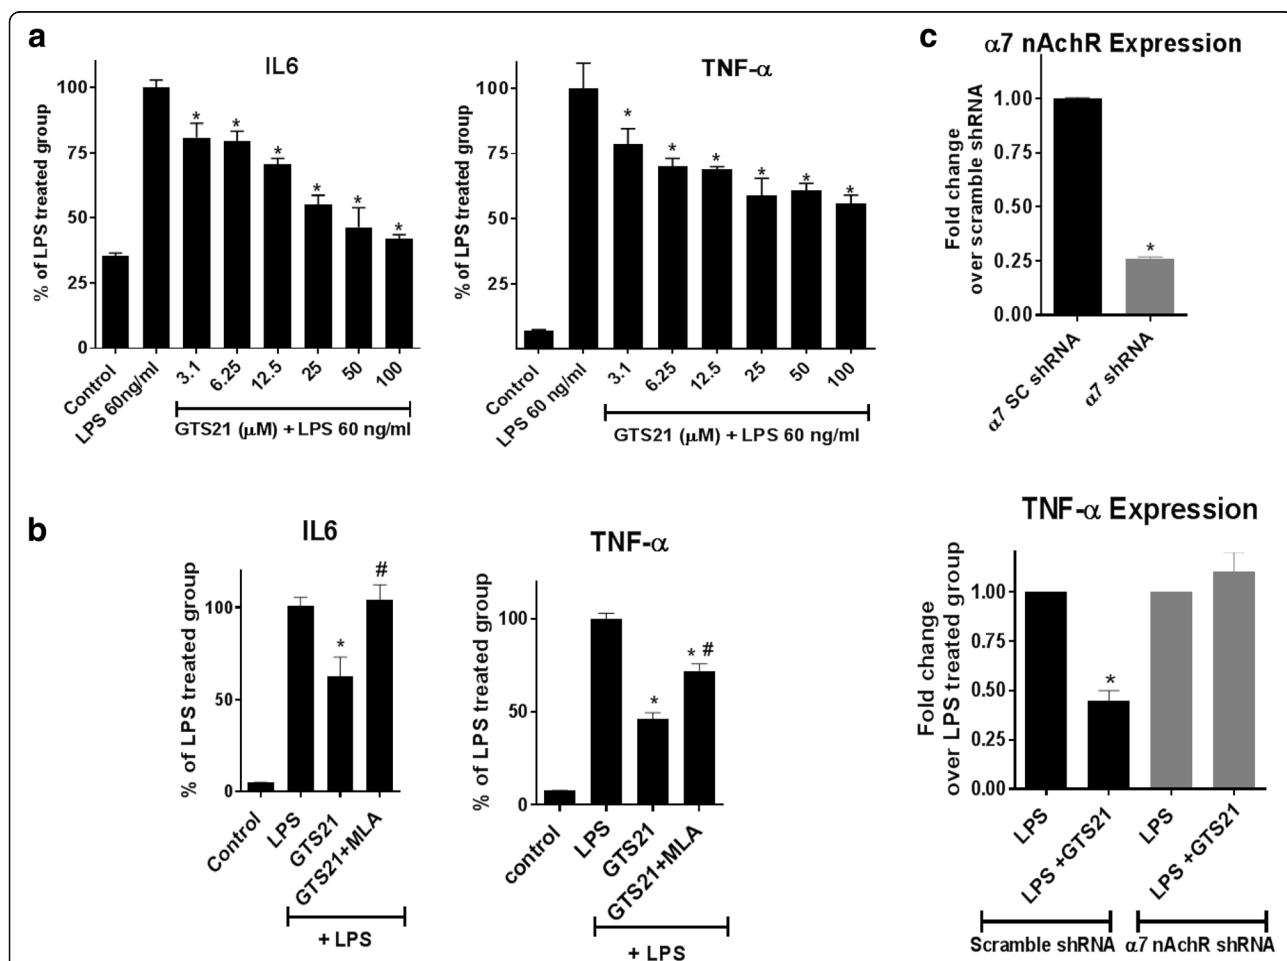 a
IL6
% of LPS treated group
100
75
50
25
0
Control
LPS 60ng/ml
*
3.1
*
6.25
*
12.5
*
25
*
50
*
100
GTS21 (μM) + LPS 60 ng/ml
TNF-α
% of LPS treated group
100
75
50
25
Control
LPS 60 ng/ml
*
3.1
*
6.25
*
12.5
*
25
*
50
*
100
GTS21 (μM) + LPS 60 ng/ml
c
α7 nAchR Expression
Fold change
over scramble shRNA
1.00
0.75
0.50
0.25
0.00
*
α7 SC shRNA
α7 shRNA
b
IL6
% of LPS treated group
100
50
0
*
#
Control
LPS
GTS21
GTS21+MLA
+ LPS
TNF-α
% of LPS treated group
100
50
0
*
* #
control
LPS
GTS21
GTS21+MLA
+ LPS
TNF-α Expression
Fold change
over LPS treated group
1.00
0.75
0.50
0.25
0.00
*
LPS
LPS +GTS21
LPS
LPS +GTS21
Scramble shRNA
α7 nAchR shRNA